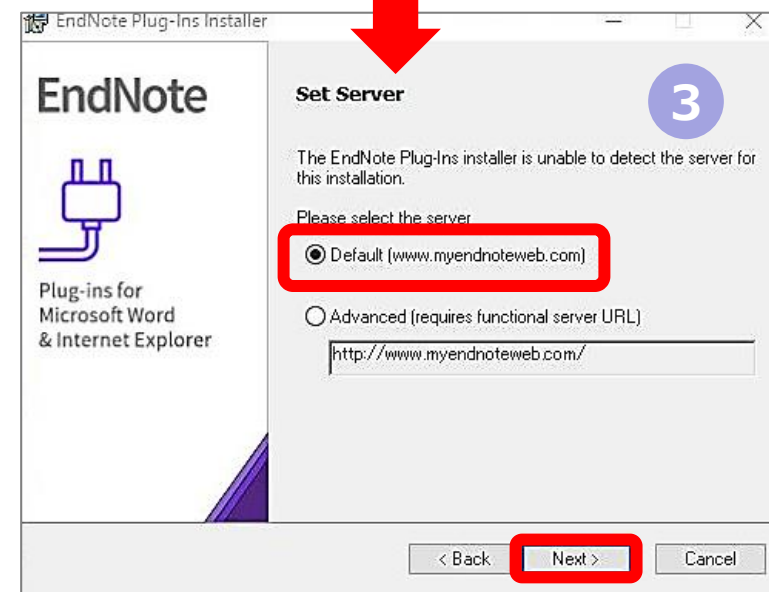 EndNote Plug-Ins Installer
EndNote
Plug-ins for
Microsoft Word
& Internet Explorer
Set Server
3
The EndNote Plug-Ins installer is unable to detect the server for
this installation.
Please select the server
Default (www.myendnoteweb.com)
Advanced (requires functional server URL)
http://www.myendnoteweb.com/
< Back
Next >
Cancel